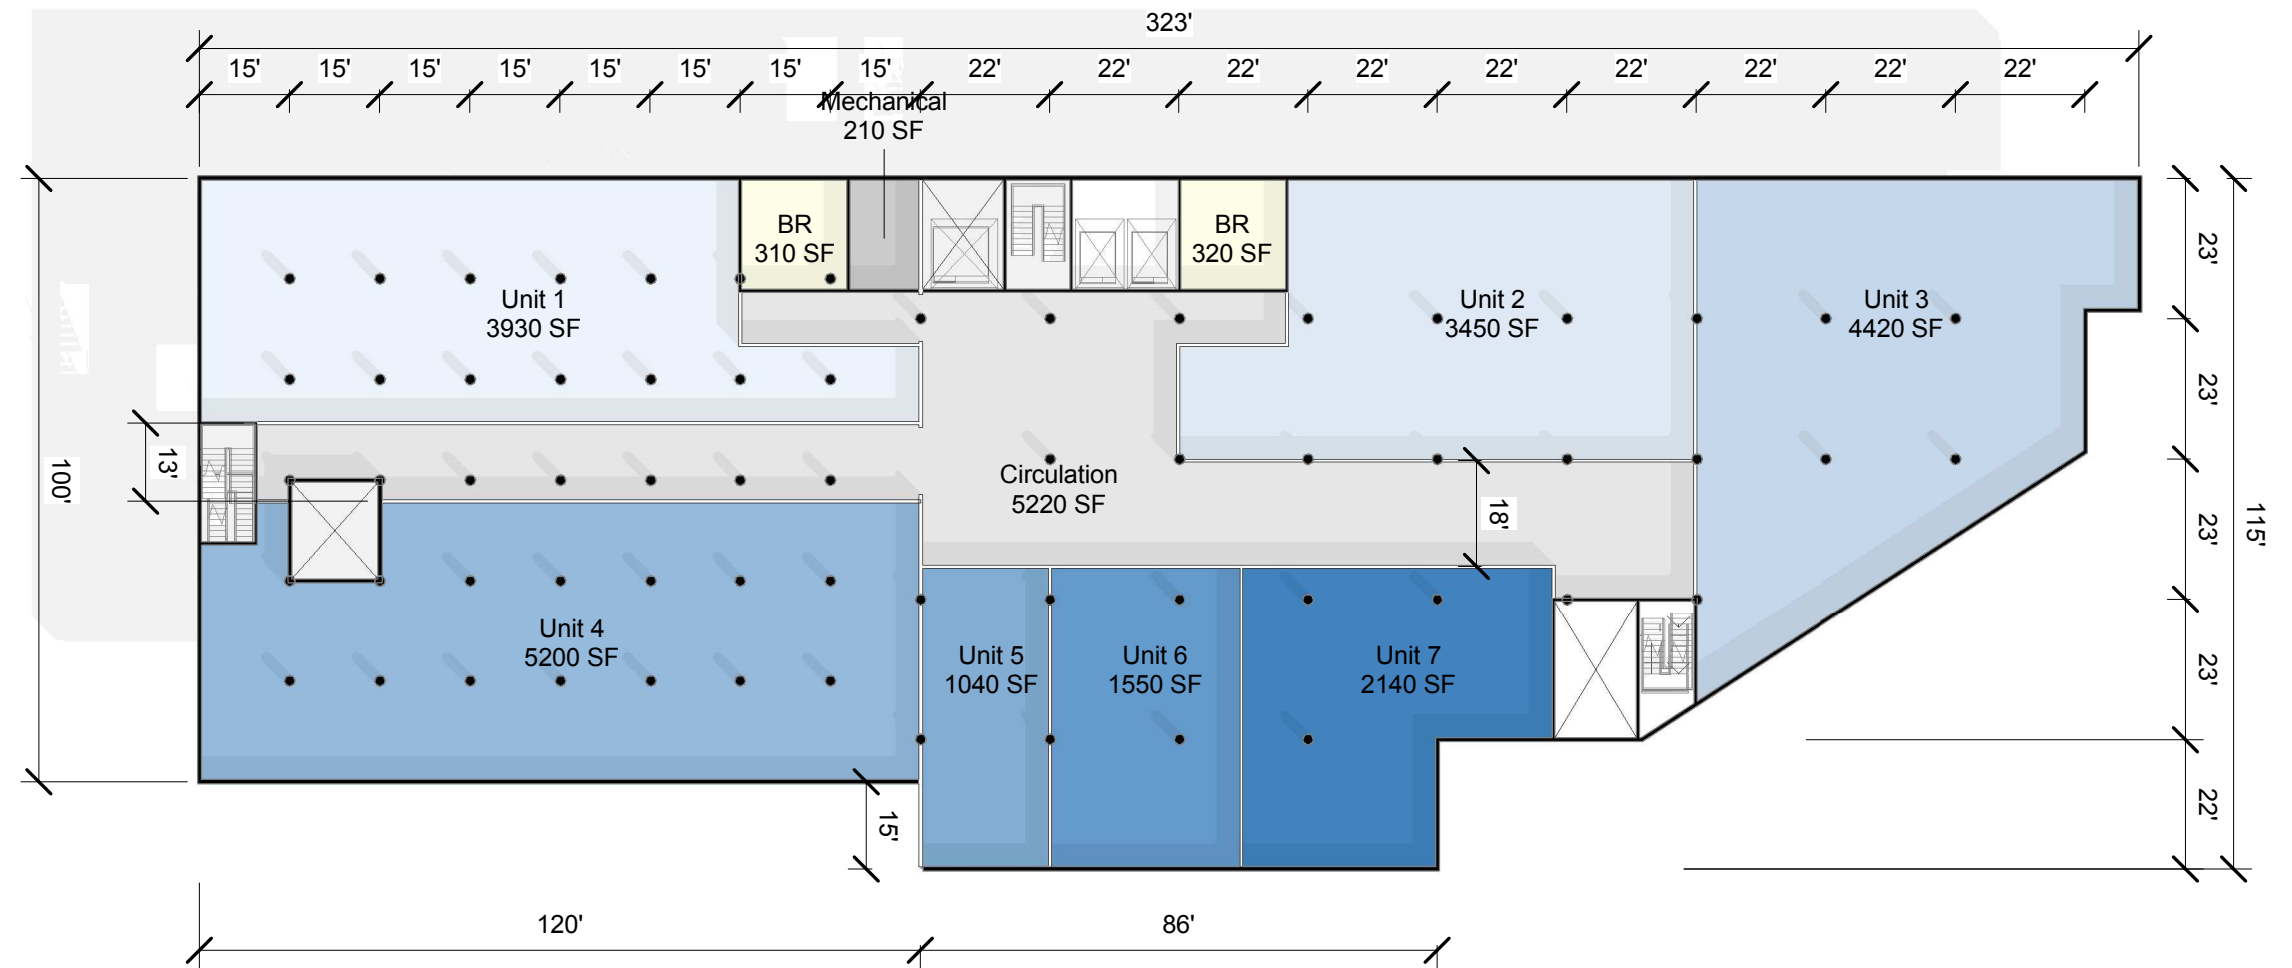 323'
15'
15'
15'
15'
15'
15'
15'
15'
22'
22'
22'
22'
22'
22'
22'
22'
22'
Mechanical
210 SF
BR
310 SF
BR
320 SF
Unit 1
3930 SF
Unit 2
3450 SF
Unit 3
4420 SF
23'
23'
23'
23'
22'
115'
100'
13'
Circulation
5220 SF
18'
Unit 4
5200 SF
Unit 5
1040 SF
Unit 6
1550 SF
Unit 7
2140 SF
15'
120'
86'